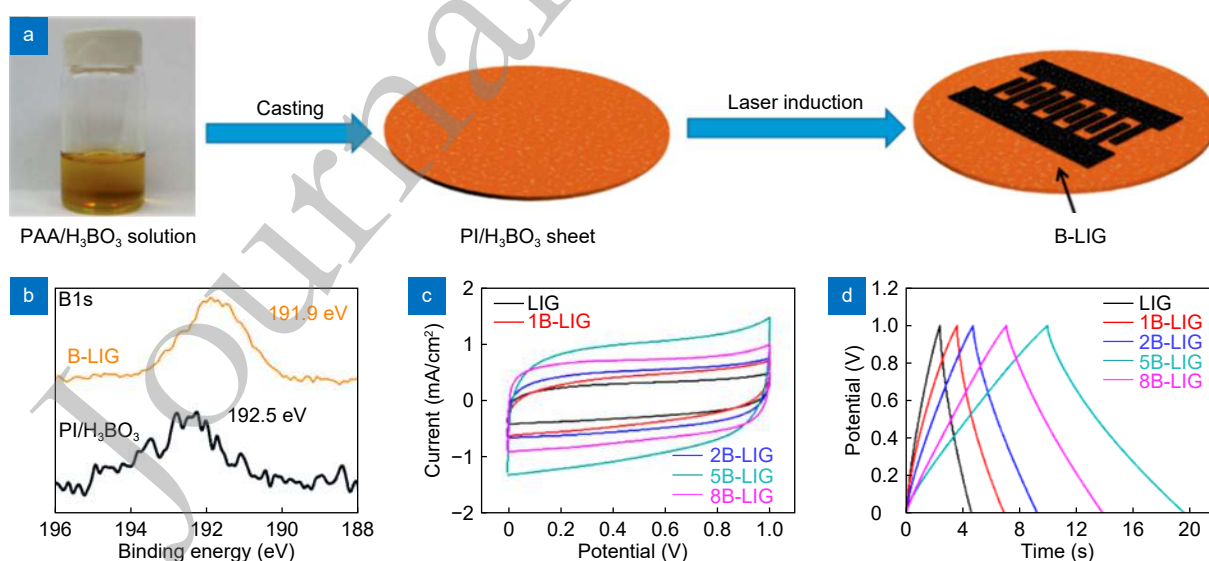 a
Casting
Laser induction
PAA/H₃BO₃ solution
PI/H₃BO₃ sheet
B-LIG
b
B1s
191.9 eV
B-LIG
192.5 eV
PI/H₃BO₃
196
194
192
190
188
Binding energy (eV)
c
2
1
0
−1
−2
Current (mA/cm²)
LIG
1B-LIG
2B-LIG
5B-LIG
8B-LIG
0
0.2
0.4
0.6
0.8
1.0
Potential (V)
d
1.2
1.0
0.8
0.6
0.4
0.2
0
Potential (V)
LIG
1B-LIG
2B-LIG
5B-LIG
8B-LIG
0
4
8
12
16
20
Time (s)
Journa